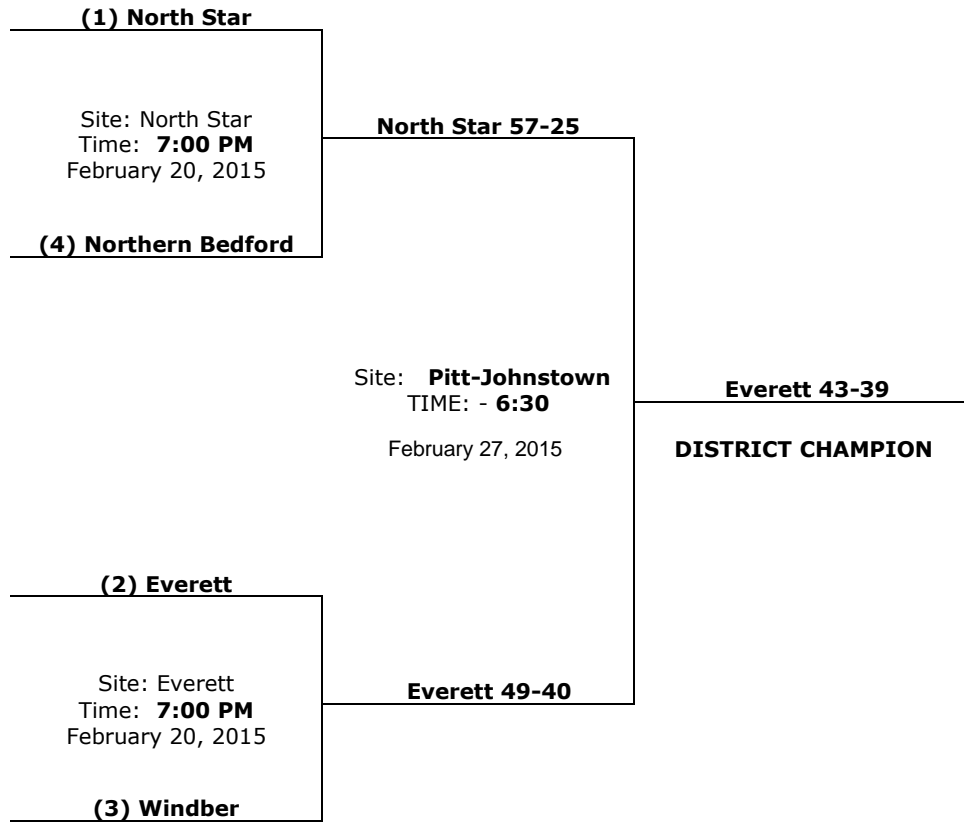 (1) North Star
Site: North Star
Time: 7:00 PM
February 20, 2015
North Star 57-25
(4) Northern Bedford
Site: Pitt-Johnstown
TIME: - 6:30
February 27, 2015
Everett 43-39
DISTRICT CHAMPION
(2) Everett
Site: Everett
Time: 7:00 PM
February 20, 2015
Everett 49-40
(3) Windber